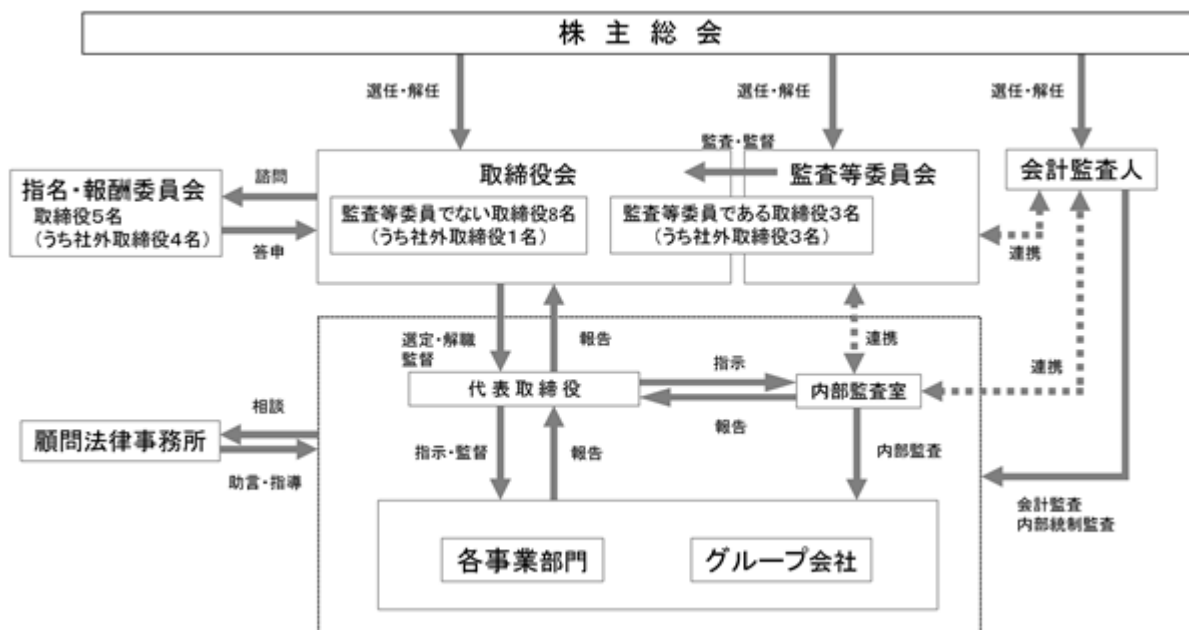 株主総会
選任・解任
選任・解任
選任・解任
監査・監督
取締役会
監査等委員会
会計監査人
指名・報酬委員会
取締役5名
(うち社外取締役4名)
諮問
答申
監査等委員でない取締役8名
(うち社外取締役1名)
監査等委員である取締役3名
(うち社外取締役3名)
連携
選定・解職
監督
報告
連携
連携
指示
代表取締役
内部監査室
報告
相談
顧問法律事務所
助言・指導
指示・監督
報告
内部監査
会計監査
内部統制監査
各事業部門
グループ会社